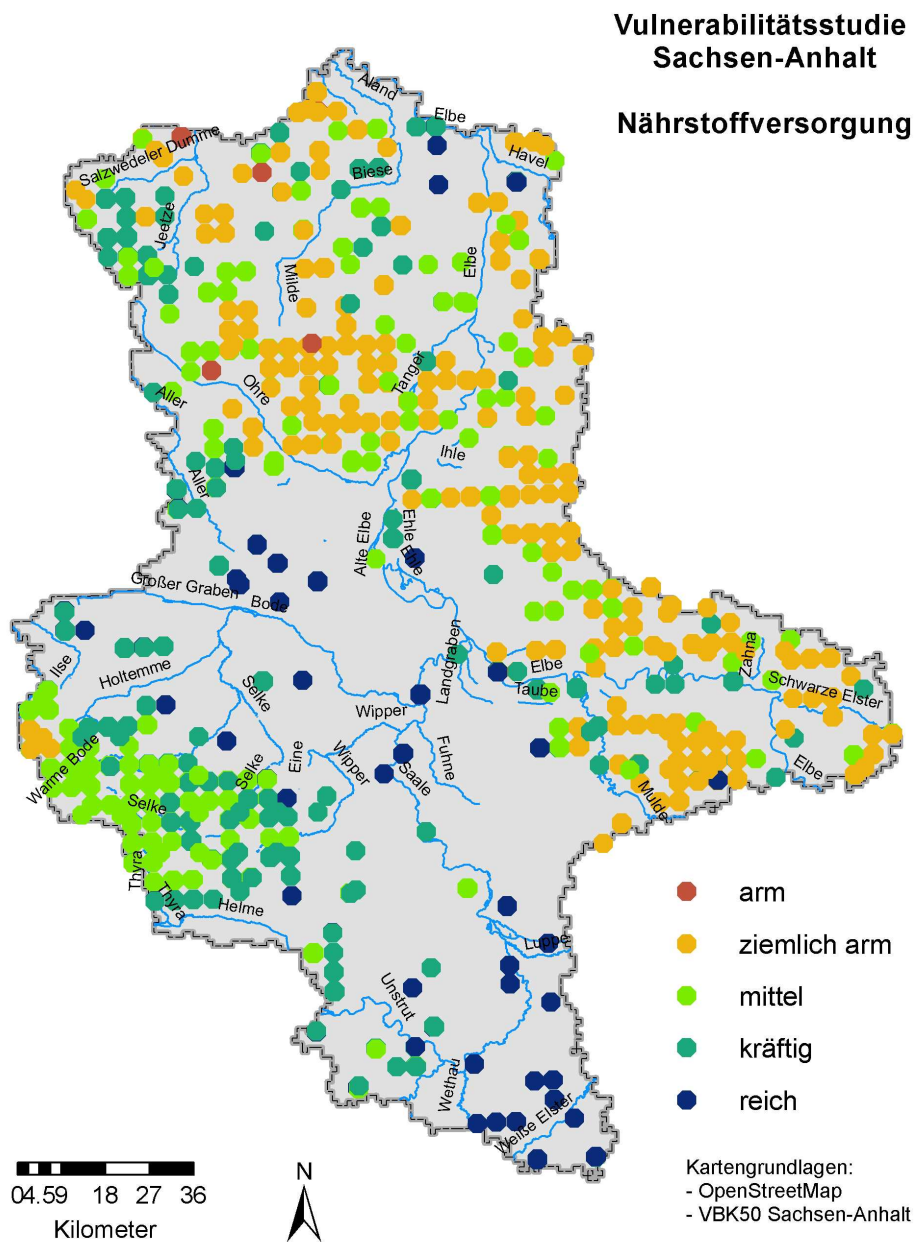 Vulnerabilitätsstudie
Sachsen-Anhalt
Nährstoffversorgung
Aland
Elbe
Havel
Salzwedeler Dumme
Biese
Jeetze
Milde
Elbe
Tanger
Ohre
Aller
Ihle
Aller
Alte Elbe
Ehle
Ehle
Großer Graben
Bode
Ilse
Holtemme
Landgraben
Elbe
Taube
Zahna
Schwarze Elster
Selke
Wipper
Warme Bode
Selke
Eine
Wipper
Saale
Fuhne
Elbe
Mulde
Selke
Thyra
Thyra
Helme
Luppe
Unstrut
Wethau
Weiße Elster
arm
ziemlich arm
mittel
kräftig
reich
04.59 18 27 36
Kilometer
N
Kartengrundlagen:
- OpenStreetMap
- VBK50 Sachsen-Anhalt